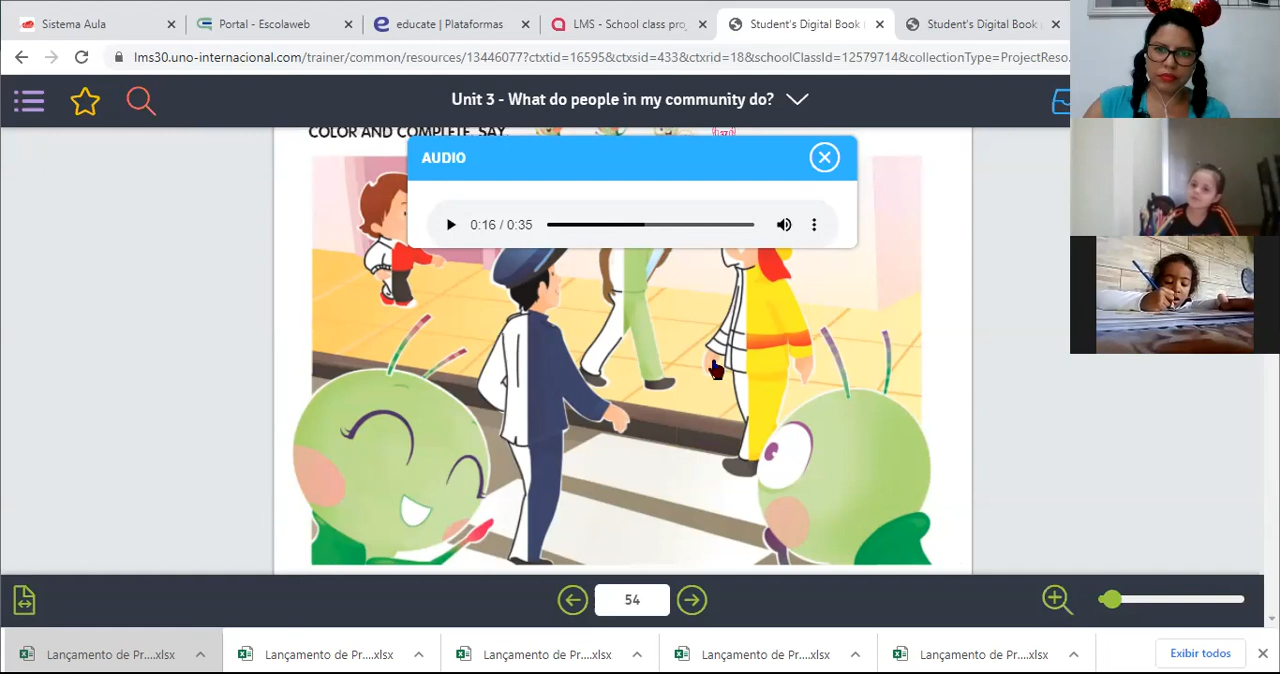 Sistema Aula
Portal - Escolaweb
educate | Plataformas
LMS - School class pro
Student's Digital Book
Student's Digital Book
lms30.uno-internacional.com/trainer/common/resources/13446077?ctxtid=16595&ctxsid=433&ctxrid=18&schoolClassId=12579714&collectionType=ProjectReso...
Unit 3 - What do people in my community do?
COLOR AND COMPLETE. SAY.
AUDIO
0:16 / 0:35
54
Lançamento de Pr....xlsx
Lançamento de Pr....xlsx
Lançamento de Pr....xlsx
Lançamento de Pr....xlsx
Lançamento de Pr....xlsx
Exibir todos